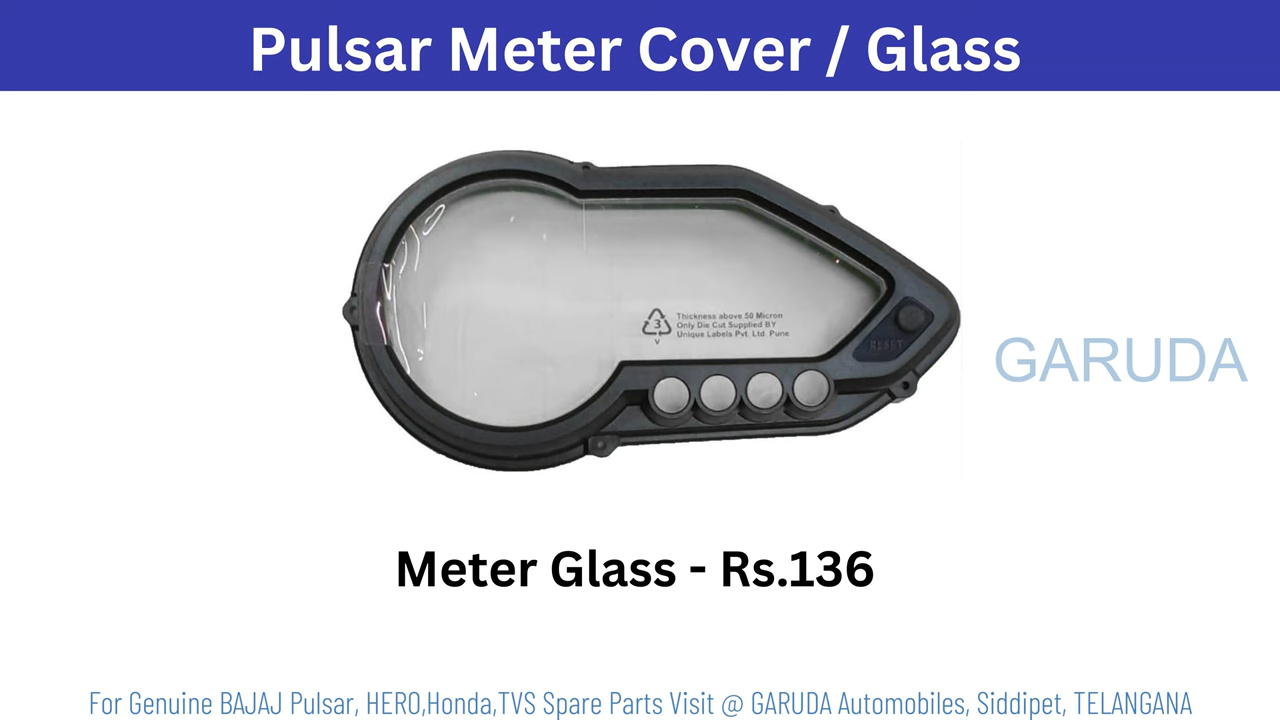 Pulsar Meter Cover / Glass
Thickness above 50 Micron
Only Die Cut Supplied BY
Unique Labels Pvt. Ltd. Pune
3
V
RESET
GARUDA
Meter Glass - Rs.136
For Genuine BAJAJ Pulsar, HERO,Honda,TVS Spare Parts Visit @ GARUDA Automobiles, Siddipet, TELANGANA